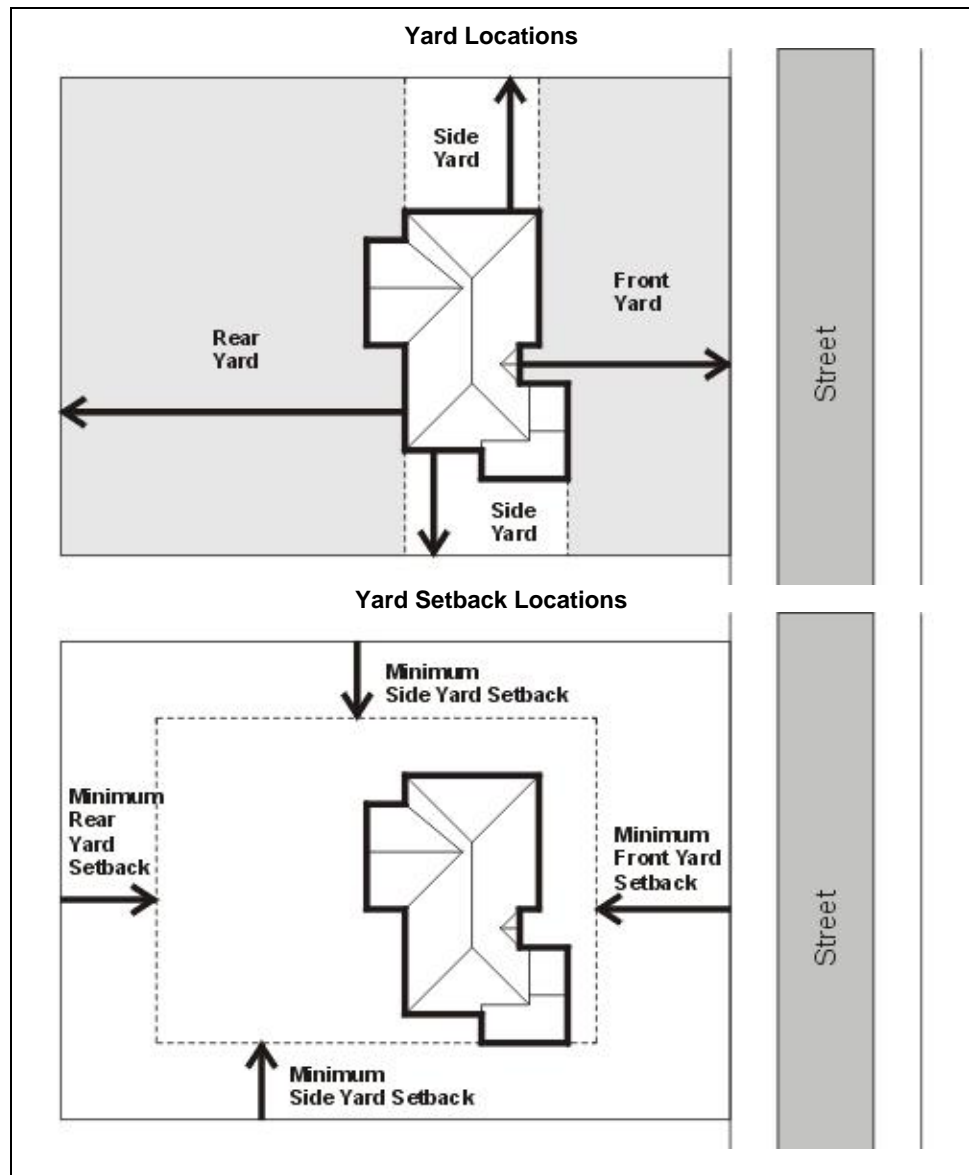 Yard Locations
Side
Yard
Front
Yard
Rear
Yard
Street
Side
Yard
Yard Setback Locations
Minimum
Side Yard Setback
Minimum
Rear
Yard
Setback
Minimum
Front Yard
Setback
Street
Minimum
Side Yard Setback